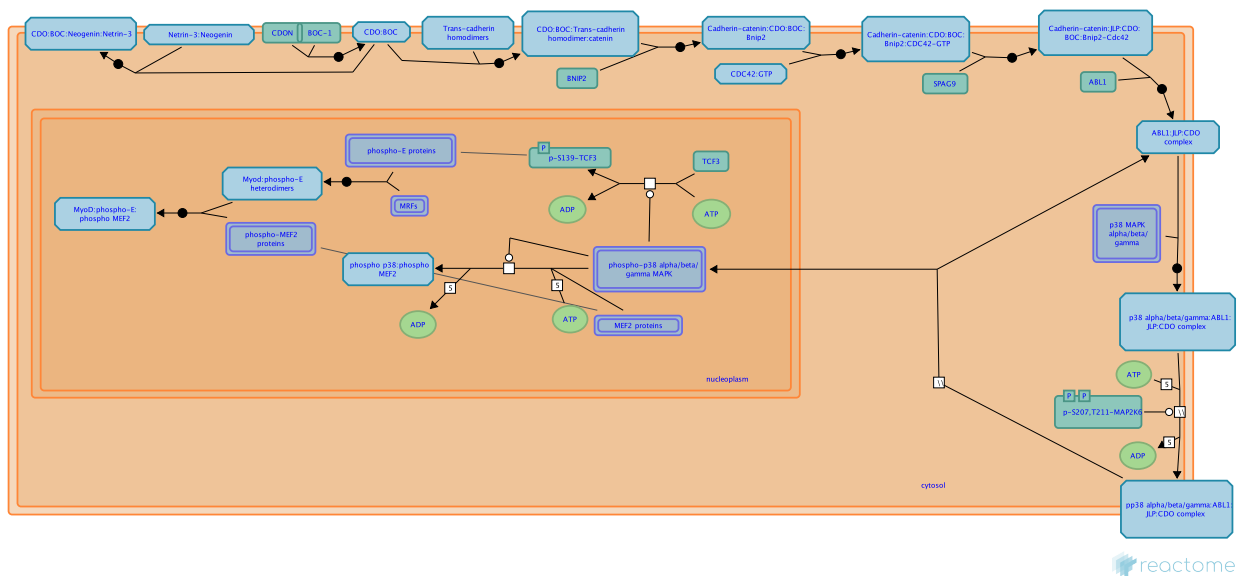 CDO:BOC:Neogenin:Netrin-3
Netrin-3:Neogenin
CDON
BOC-1
CDO:BOC
Trans-cadherin
homodimers
CDO:BOC:Trans-cadherin
homodimer:catenin
BNIP2
Cadherin-catenin:CDO:BOC:
Bnip2
CDC42:GTP
Cadherin-catenin:CDO:BOC:
Bnip2:CDC42-GTP
SPAG9
Cadherin-catenin:JLP:CDO:
BOC:Bnip2-Cdc42
ABL1
ABL1:JLP:CDO
complex
phospho-E proteins
P
p-S139-TCF3
TCF3
Myod:phospho-E
heterodimers
MRFs
ADP
ATP
MyoD:phospho-E:
phospho MEF2
phospho-MEF2
proteins
p38 MAPK
alpha/beta/
gamma
phospho p38:phospho
MEF2
phospho-p38 alpha/beta/
gamma MAPK
5
5
ADP
ATP
MEF2 proteins
p38 alpha/beta/gamma:ABL1:
JLP:CDO complex
nucleoplasm
ATP
5
\\
P
P
p-S207,T211-MAP2K6
\\
5
ADP
cytosol
pp38 alpha/beta/gamma:ABL1:
JLP:CDO complex
reactome